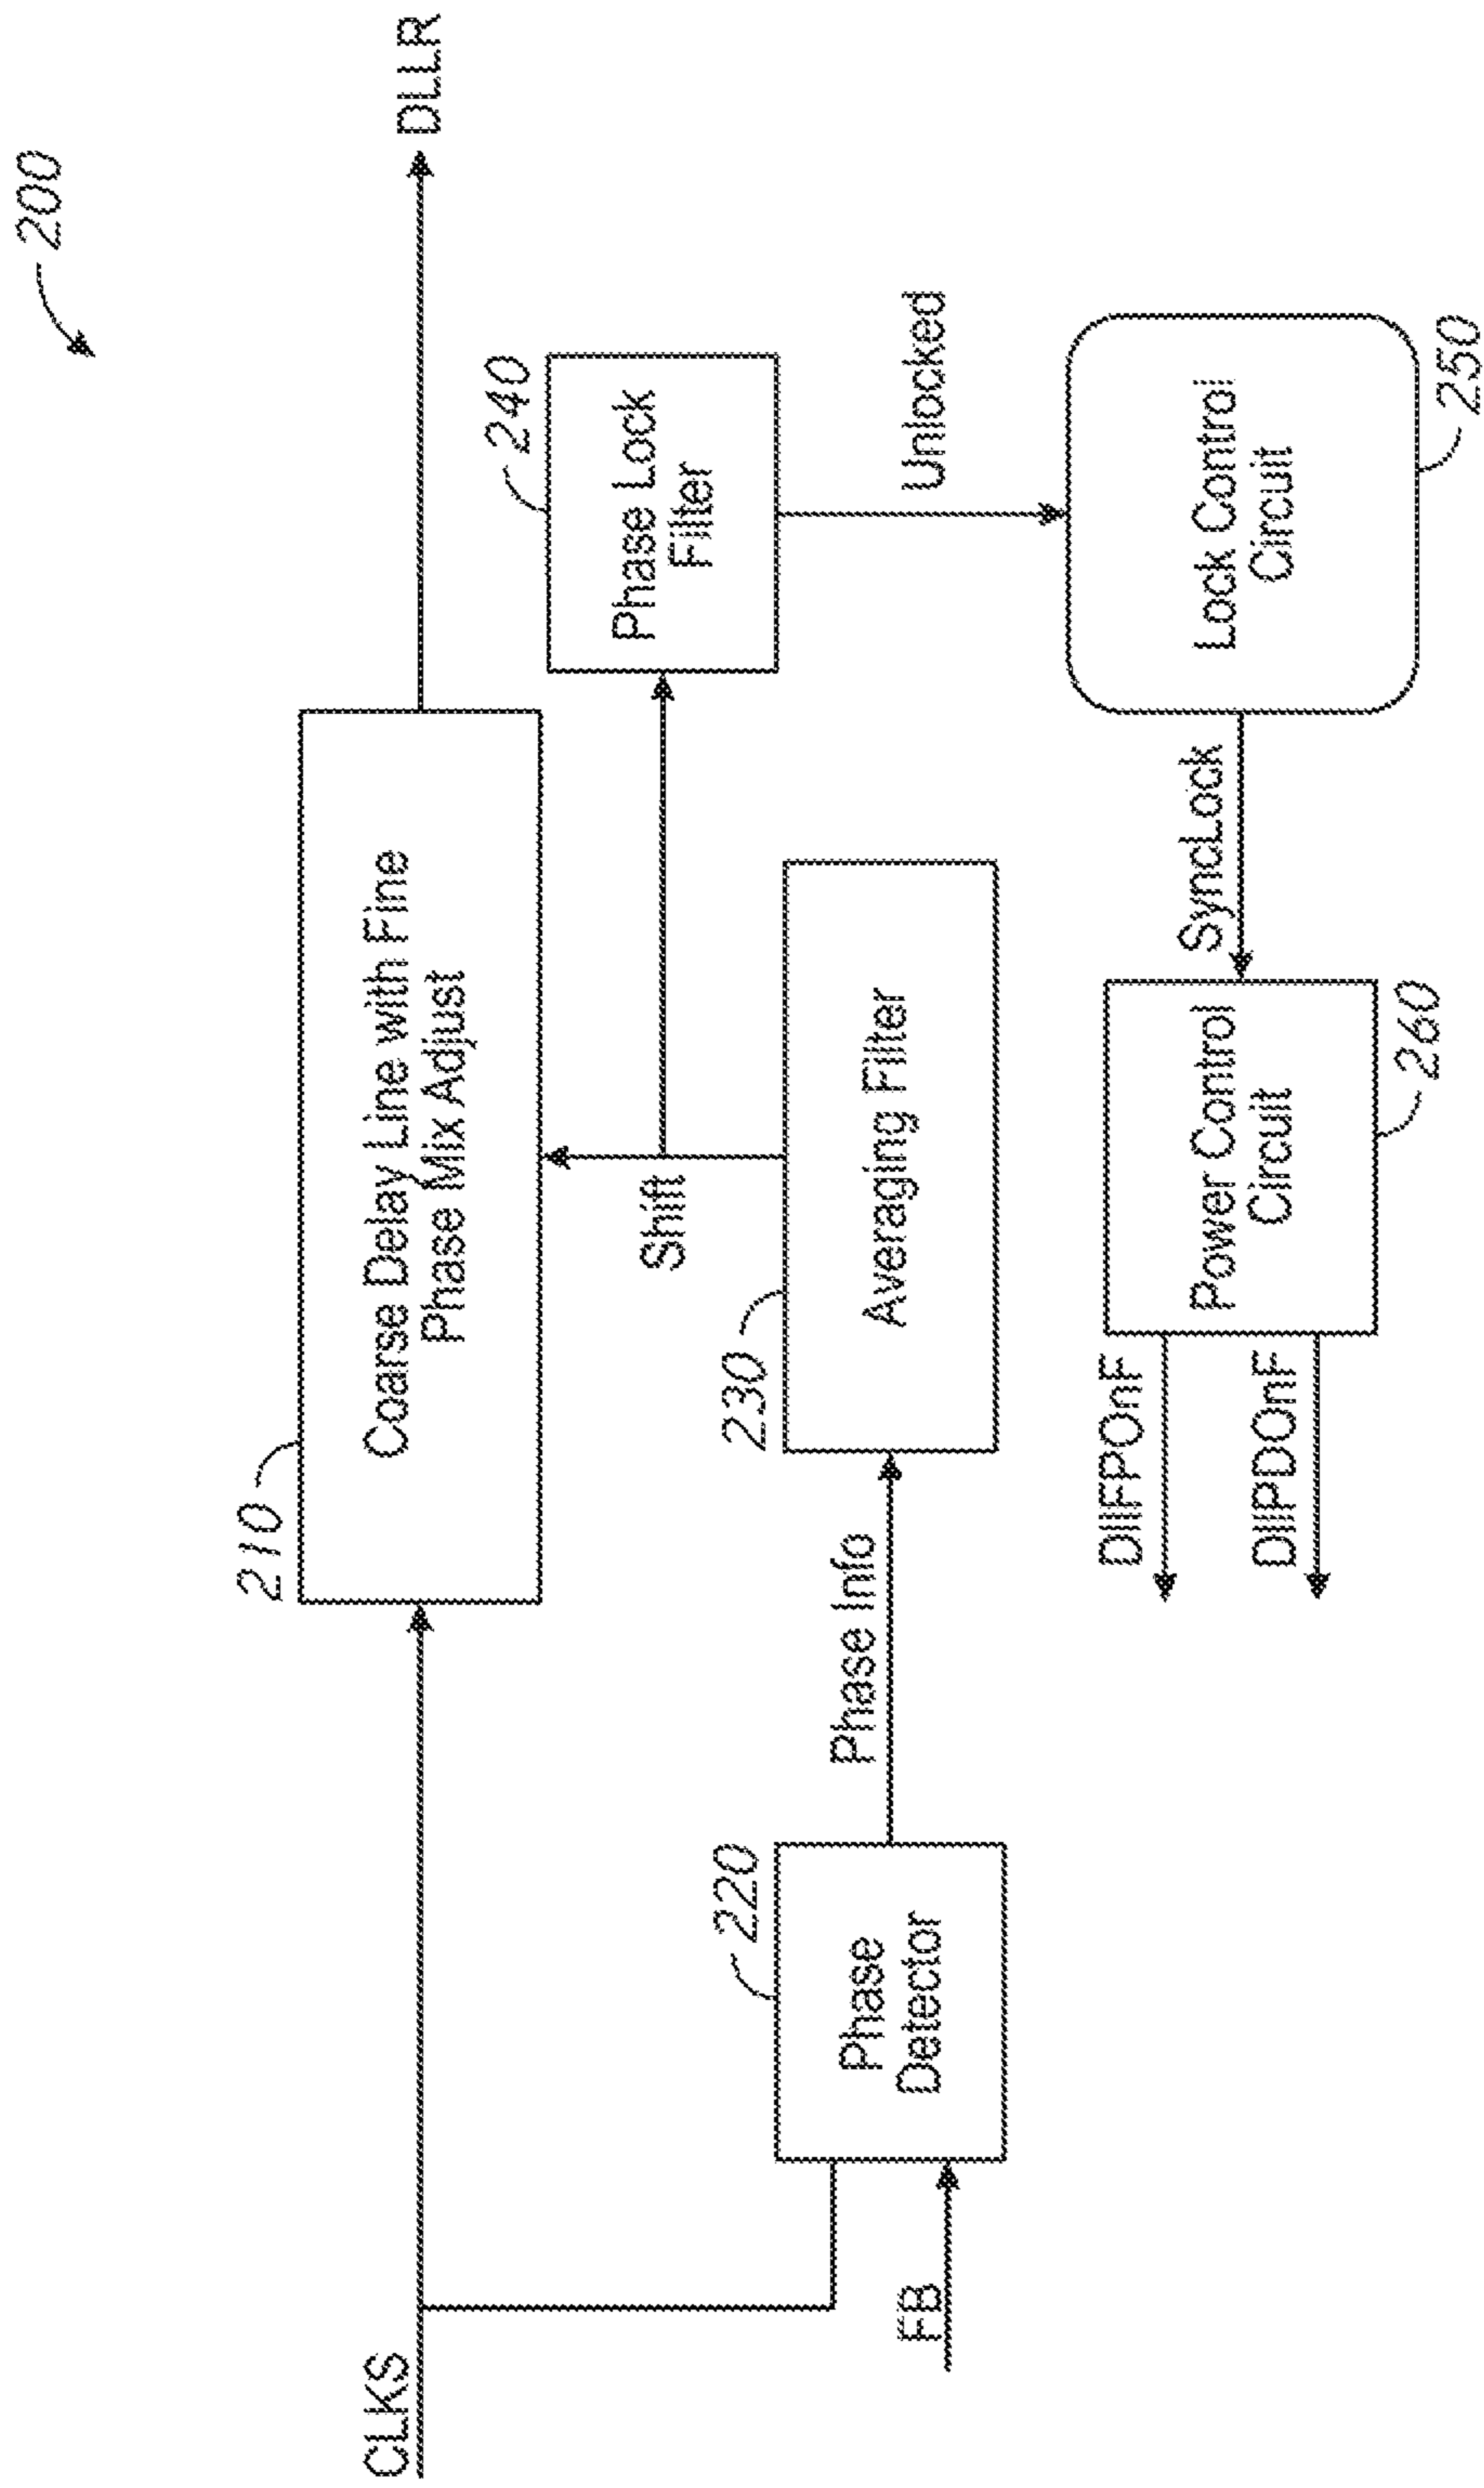 200
CLKS
DLLR
210
Coarse Delay Line with Fine
Phase Mix Adjust
240
Phase Lock
Filter
Shift
Unlocked
220
Phase
Detector
FB
Phase Info
230
Averaging Filter
DllFPOnF
DllPDOnF
Power Control
Circuit
260
SyncLock
Lock Control
Circuit
250